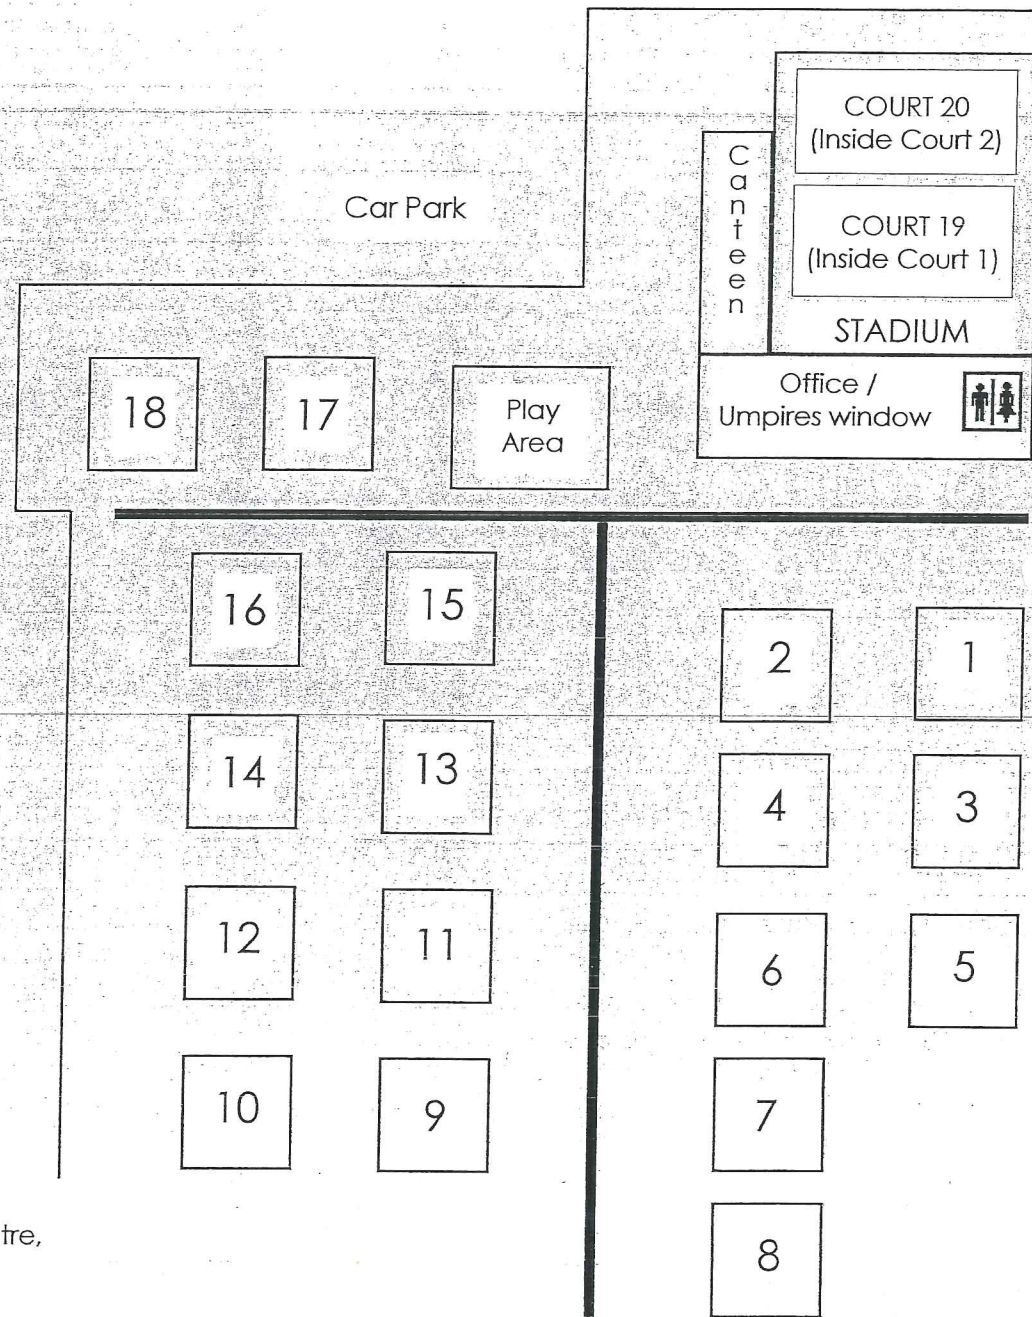 COURT 20
(Inside Court 2)
Canteen
Car Park
COURT 19
(Inside Court 1)
STADIUM
18
17
Play
Area
Office /
Umpires window
16
15
2
1
14
13
4
3
12
11
6
5
10
9
7
tre,
8